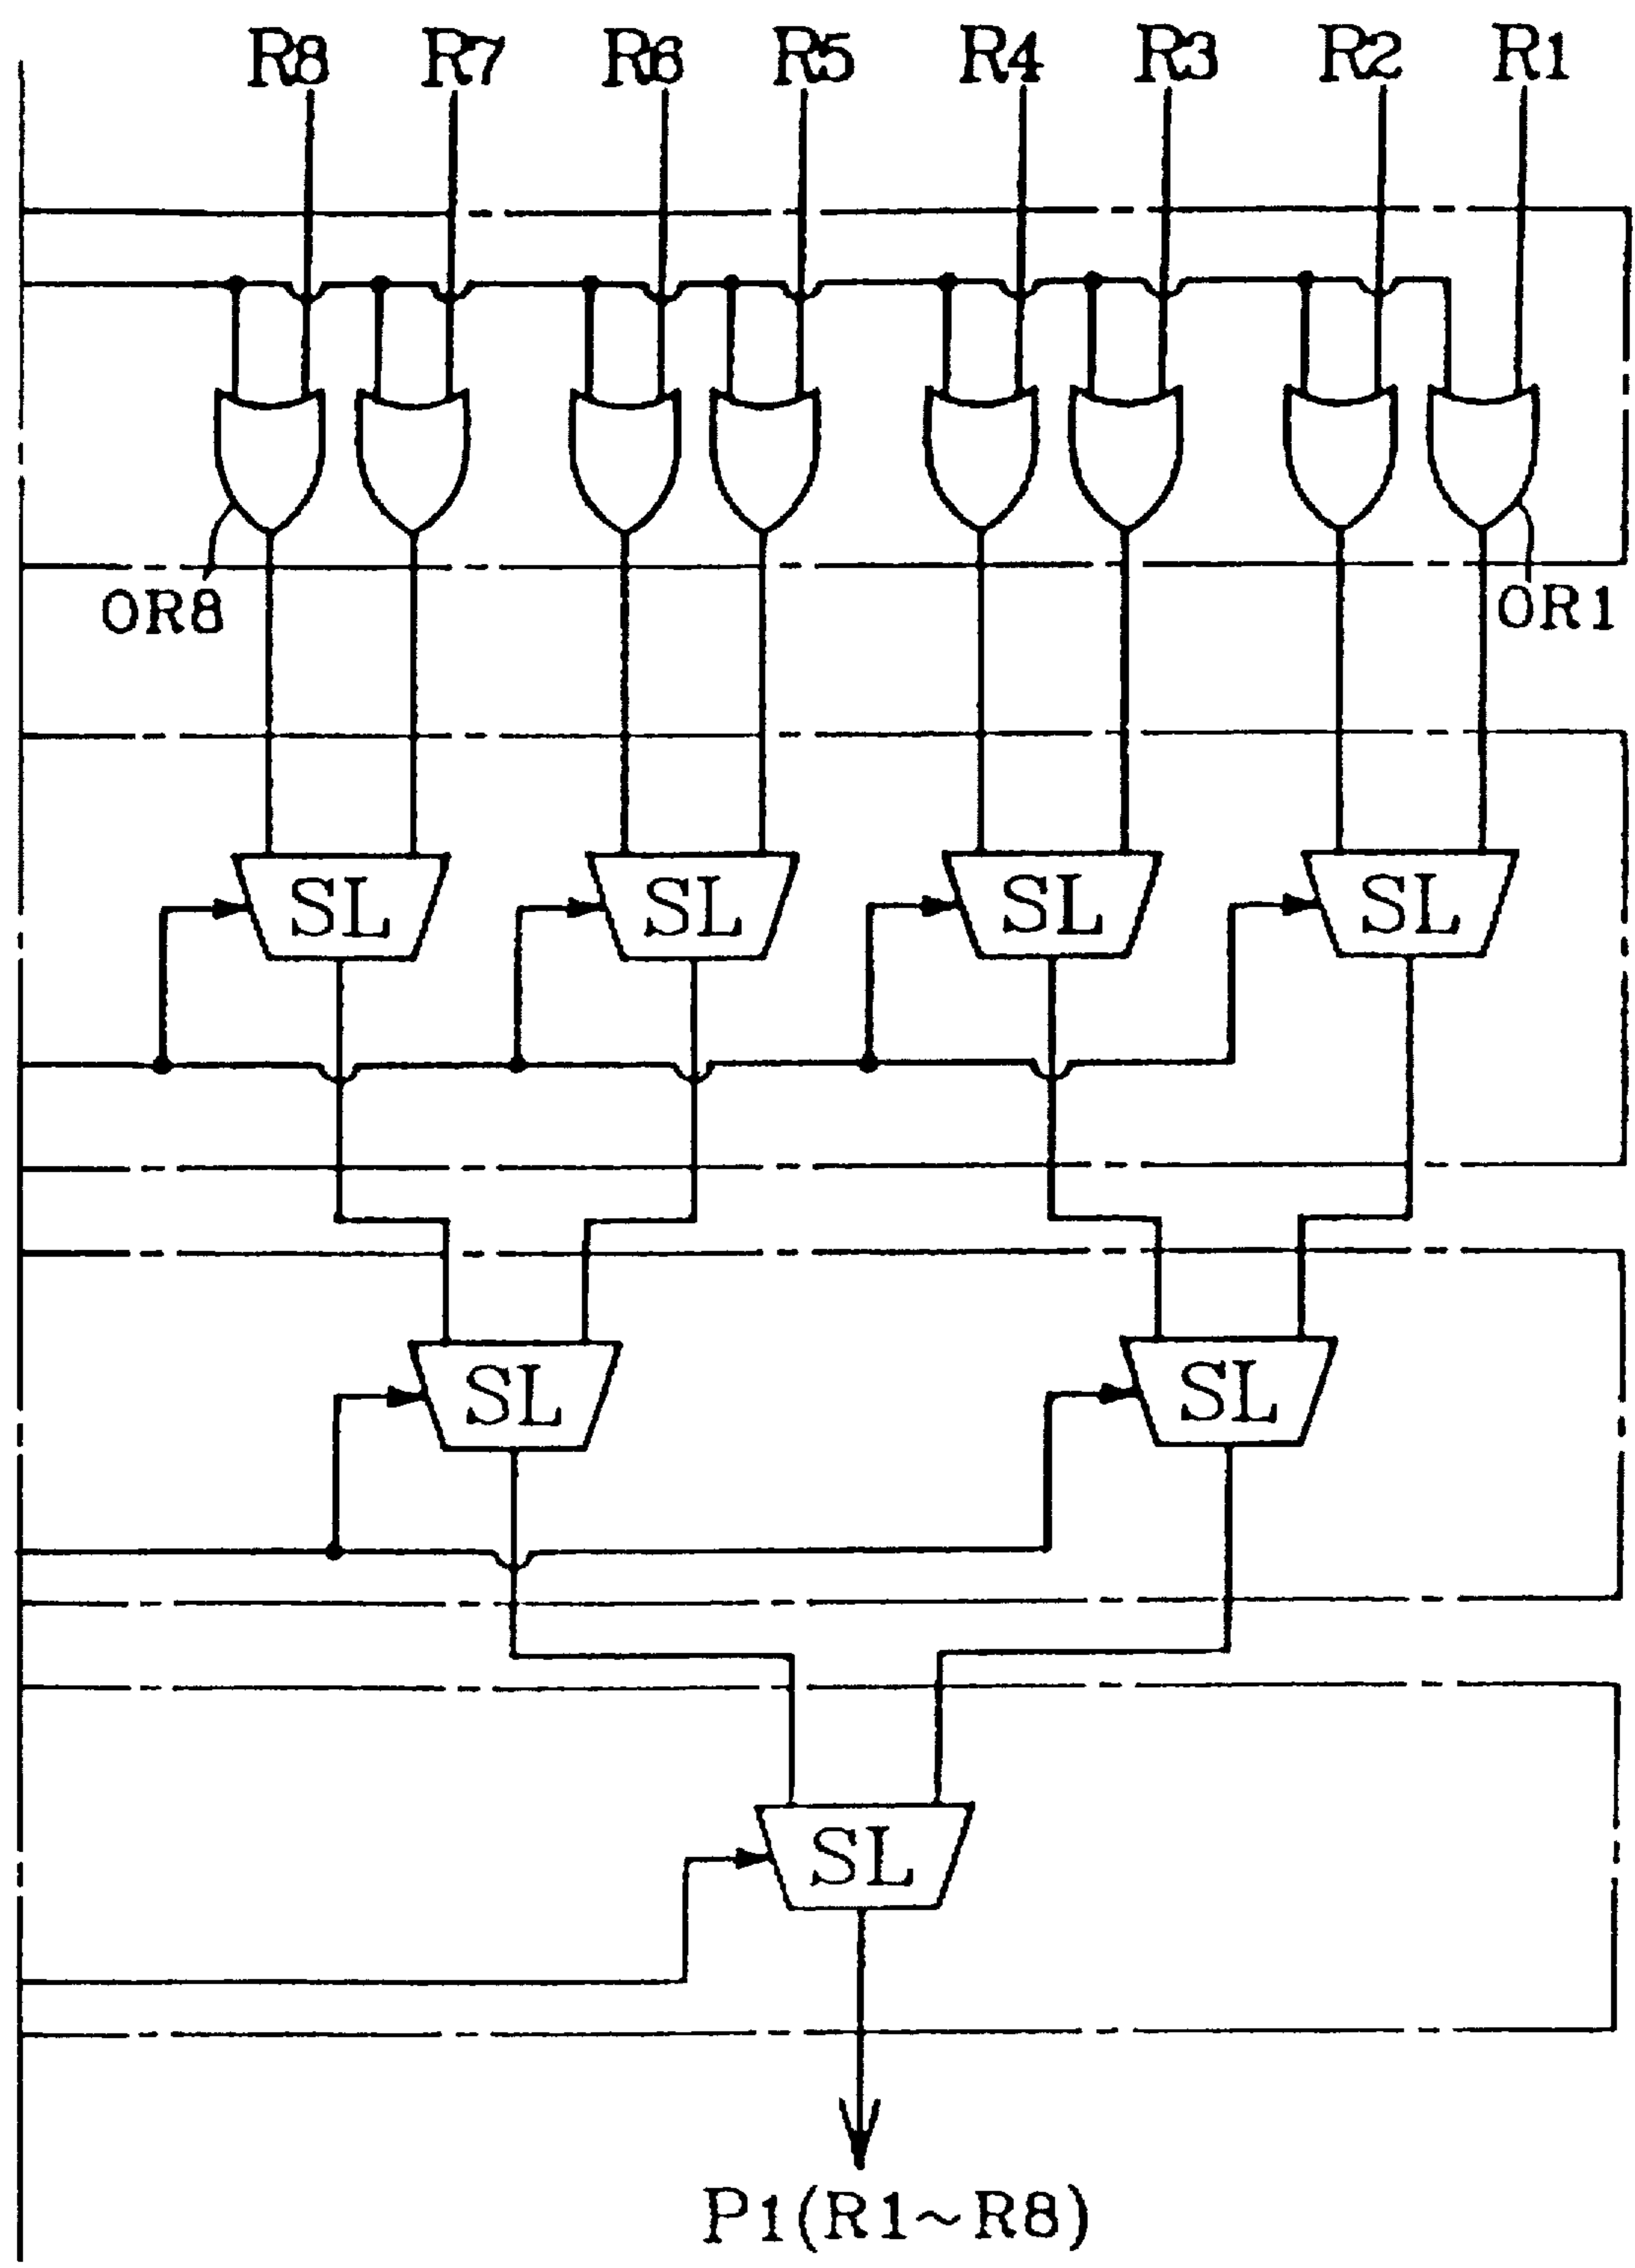 R8 R7 R6 R5 R4 R3 R2 R1
OR8 OR1
SL SL SL SL
SL SL
SL
P1(R1~R8)